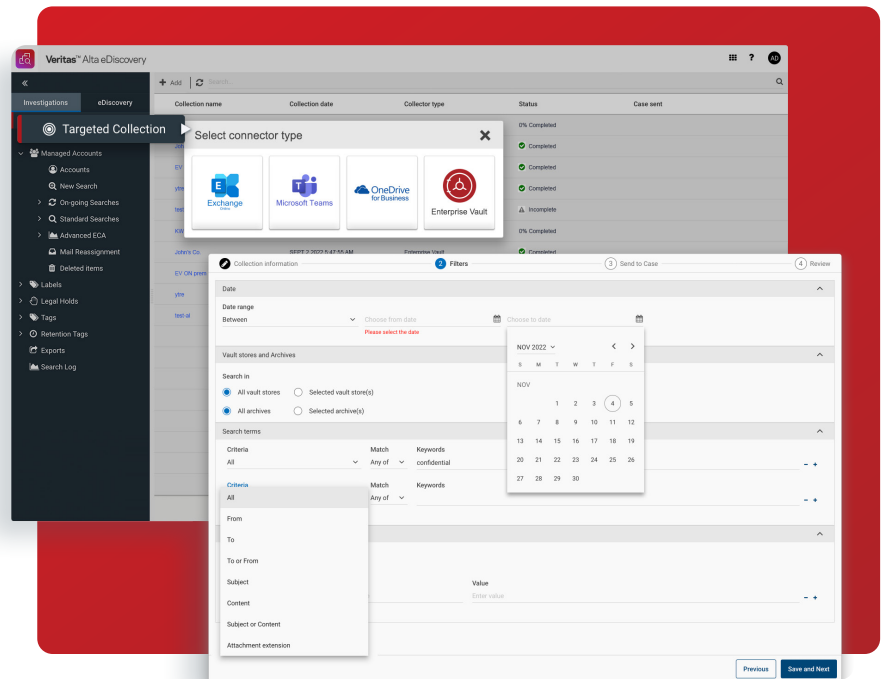 Veritas™ Alta eDiscovery
?
AD
+ Add
Search
Investigations
eDiscovery
Collection name
Collection date
Collector type
Status
Case sent
Targeted Collection
Managed Accounts
Accounts
New Search
On-going Searches
Standard Searches
Advanced ECA
Mail Reassignment
Deleted items
Labels
Legal Holds
Tags
Retention Tags
Exports
Search Log
Select connector type
Exchange
Online
Microsoft Teams
OneDrive
for Business
Enterprise Vault
0% Completed
Completed
Completed
Completed
Incomplete
0% Completed
John's Co.
SEPT 2 2022 5:47:55 AM
Enterprise Vault
Completed
EV ON prem
ytre
test-al
Collection information
2 Filters
3 Send to Case
4 Review
Date
Date range
Between
Choose from date
Choose to date
Please select the date
NOV 2022
S M T W T F S
NOV
1 2 3 4 5
6 7 8 9 10 11 12
13 14 15 16 17 18 19
20 21 22 23 24 25 26
27 28 29 30
Vault stores and Archives
Search in
All vault stores
Selected vault store(s)
All archives
Selected archive(s)
Search terms
Criteria
Match
Keywords
All
Any of
confidential
- +
Criteria
Match
Keywords
Any of
- +
All
From
To
To or From
Subject
Content
Subject or Content
Attachment extension
Value
Enter value
- +
Previous
Save and Next